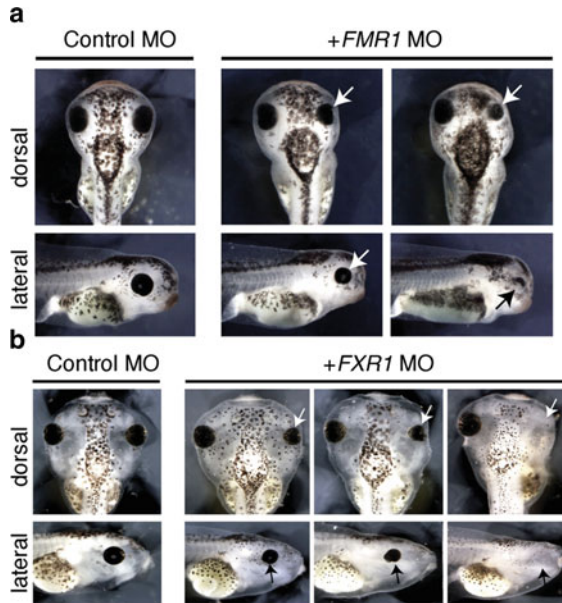 a
Control MO
+FMR1 MO
dorsal
lateral
b
Control MO
+FXR1 MO
dorsal
lateral